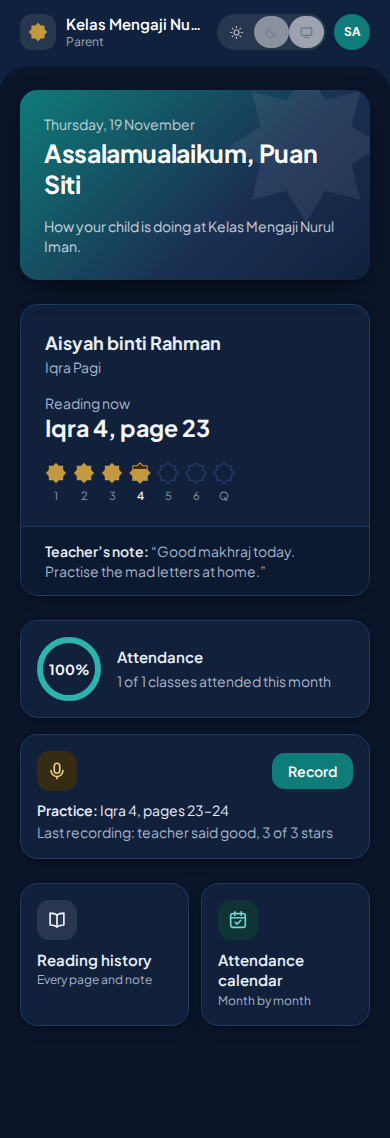 Kelas Mengaji Nu...
Parent
SA
Thursday, 19 November
Assalamualaikum, Puan
Siti
How your child is doing at Kelas Mengaji Nurul
Iman.
Aisyah binti Rahman
Iqra Pagi
Reading now
Iqra 4, page 23
1 2 3 4 5 6 Q
Teacher's note: “Good makhraj today.
Practise the mad letters at home.”
100%
Attendance
1 of 1 classes attended this month
Record
Practice: Iqra 4, pages 23–24
Last recording: teacher said good, 3 of 3 stars
Reading history
Every page and note
Attendance
calendar
Month by month